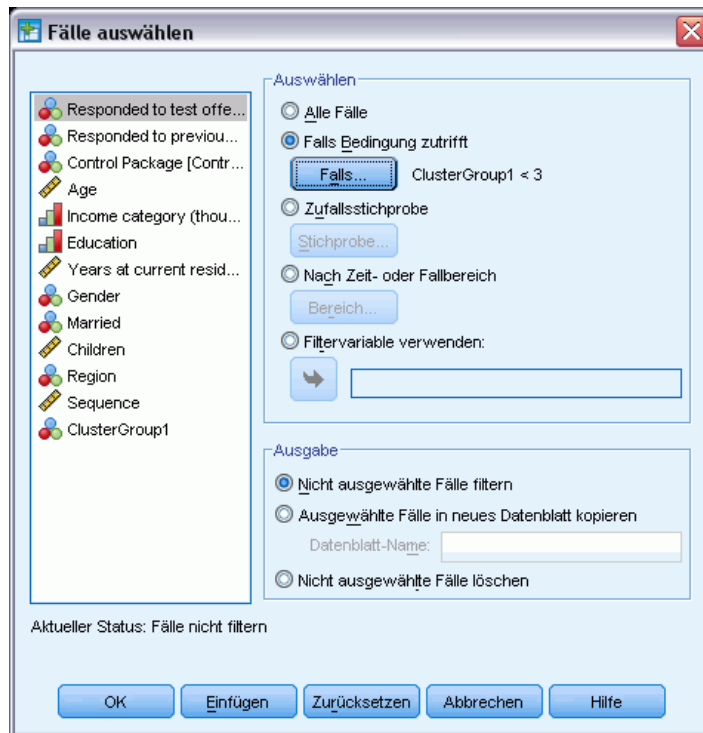 Fälle auswählen
Responded to test offe...
Responded to previou...
Control Package [Contr...
Age
Income category (thou...
Education
Years at current resid...
Gender
Married
Children
Region
Sequence
ClusterGroup1
Auswählen
Alle Fälle
Falls Bedingung zutrifft
Falls... ClusterGroup1 < 3
Zufallsstichprobe
Stichprobe...
Nach Zeit- oder Fallbereich
Bereich...
Filtervariable verwenden:
Ausgabe
Nicht ausgewählte Fälle filtern
Ausgewählte Fälle in neues Datenblatt kopieren
Datenblatt-Name:
Nicht ausgewählte Fälle löschen
Aktueller Status: Fälle nicht filtern
OK Einfügen Zurücksetzen Abbrechen Hilfe